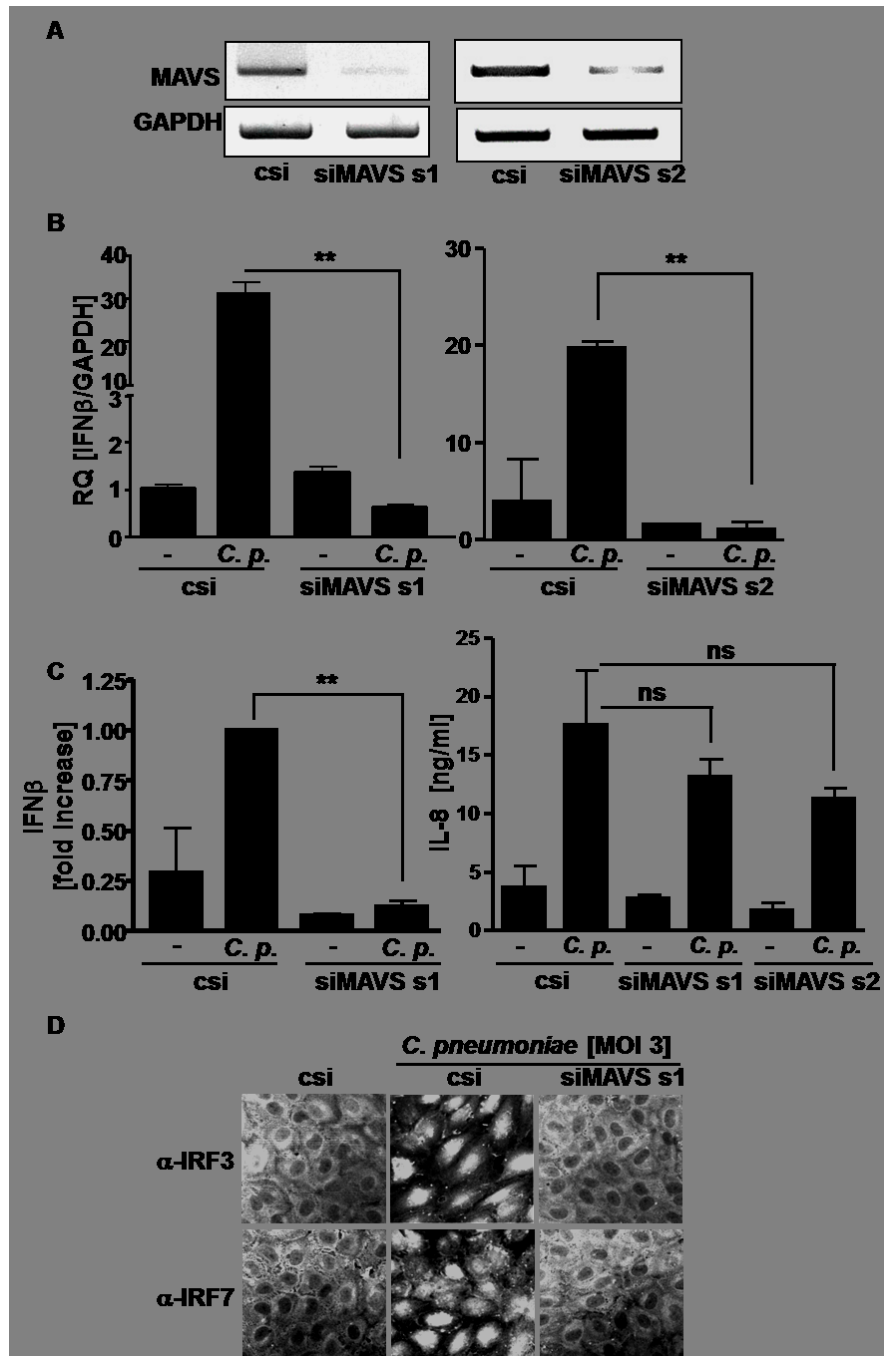 A
MAVS
GAPDH
csi siMAVS s1 csi siMAVS s2
B
RQ [IFNβ/GAPDH]
40
30
20
10
3
2
1
0
**
- C. p. - C. p.
csi siMAVS s1
30
20
10
0
**
- C. p. - C. p.
csi siMAVS s2
C
IFNβ
[fold increase]
1.25
1.00
0.75
0.50
0.25
0.00
**
- C. p. - C. p.
csi siMAVS s1
IL-8 [ng/ml]
25
20
15
10
5
0
ns
ns
- C. p. - C. p. - C. p.
csi siMAVS s1 siMAVS s2
D
C. pneumoniae [MOI 3]
csi csi siMAVS s1
α-IRF3
α-IRF7